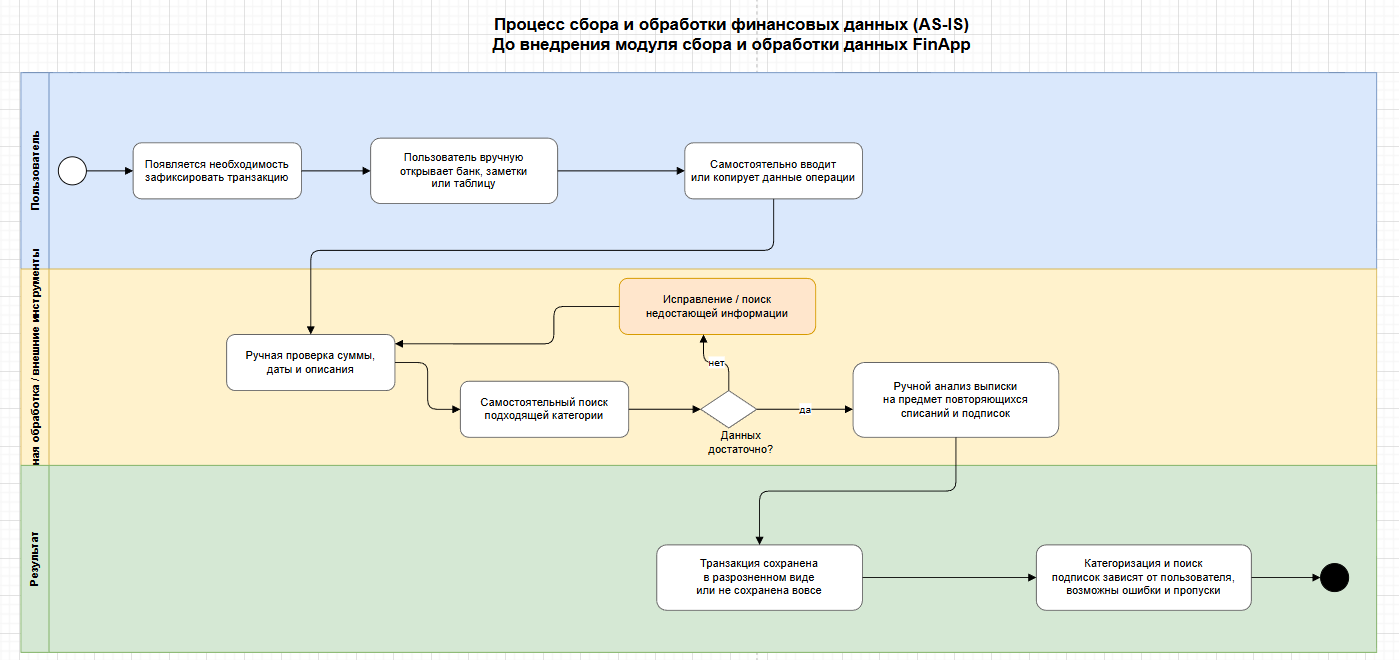 Процесс сбора и обработки финансовых данных (AS-IS)
До внедрения модуля сбора и обработки данных FinApp
Пользователь
Появляется необходимость
зафиксировать транзакцию
Пользователь вручную
открывает банк, заметки
или таблицу
Самостоятельно вводит
или копирует данные операции
ная обработка / внешние инструменты
Исправление / поиск
недостающей информации
Ручная проверка суммы,
даты и описания
Самостоятельный поиск
подходящей категории
нет
да
Данных
достаточно?
Ручной анализ выписки
на предмет повторяющихся
списаний и подписок
Результат
Транзакция сохранена
в разрозненном виде
или не сохранена вовсе
Категоризация и поиск
подписок зависят от пользователя,
возможны ошибки и пропуски